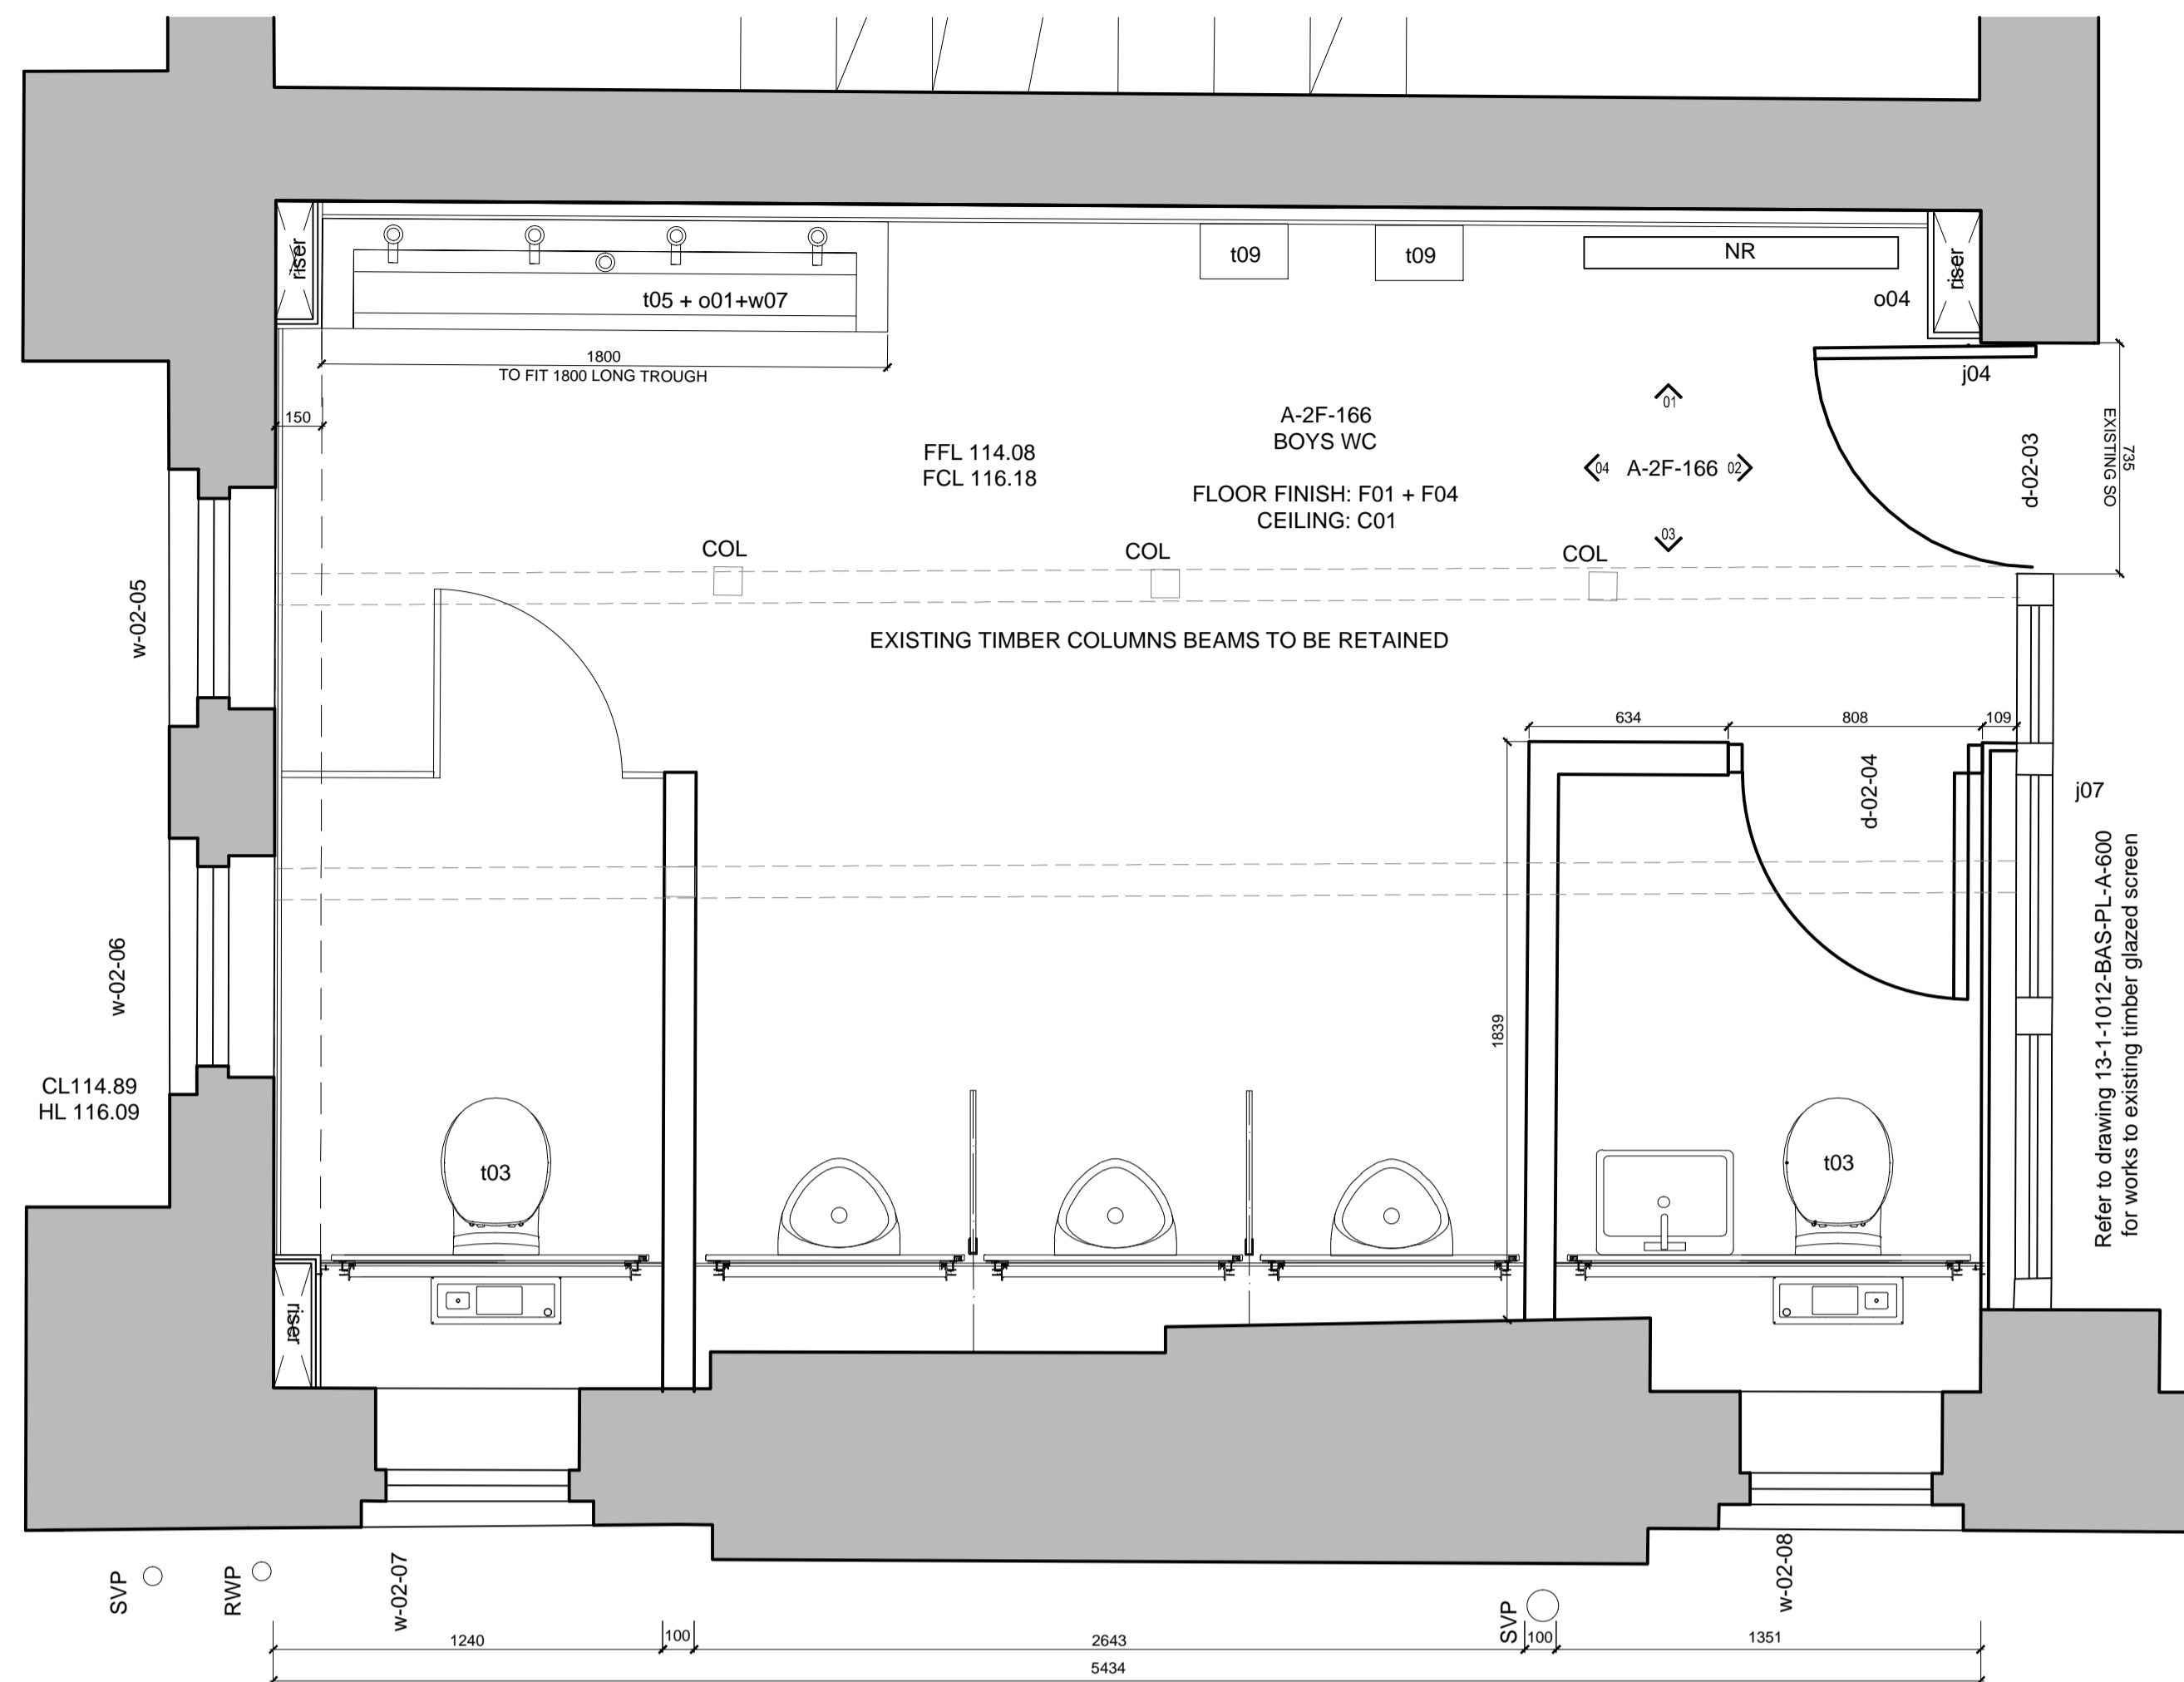 riser
t05 + o01+w07
t09
t09
NR
riser
o04
1800
TO FIT 1800 LONG TROUGH
j04
150
A-2F-166
BOYS WC
FFL 114.08
FCL 116.18
FLOOR FINISH: F01 + F04
CEILING: C01
01
04
A-2F-166
02
03
d-02-03
735
EXISTING SO
COL
COL
COL
w-02-05
EXISTING TIMBER COLUMNS BEAMS TO BE RETAINED
634
808
109
d-02-04
j07
Refer to drawing 13-1-1012-BAS-PL-A-600
for works to existing timber glazed screen
w-02-06
1839
CL114.89
HL 116.09
t03
t03
riser
SVP
RWP
w-02-07
SVP
w-02-08
1240
100
2643
100
1351
5434